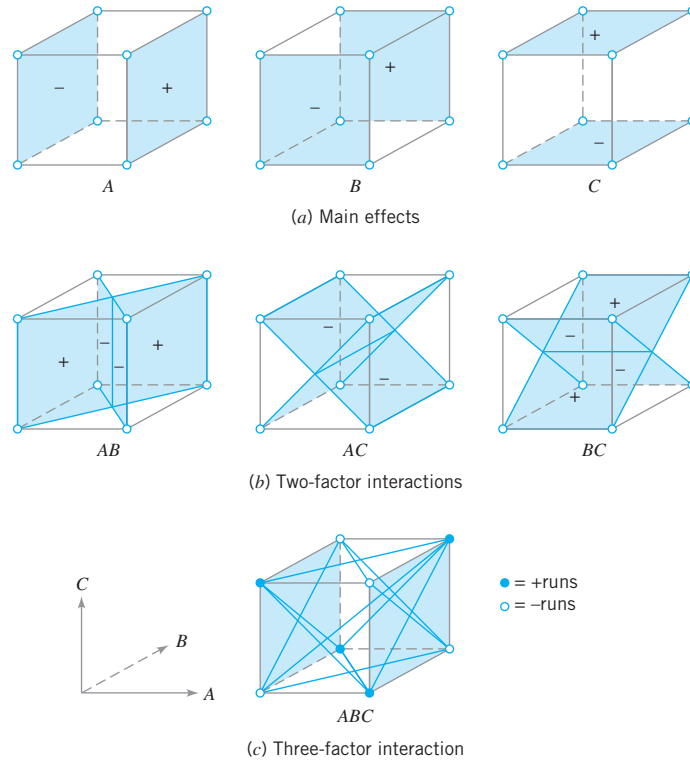 +
− +
+
−
−
A B C
(a) Main effects
+
− −
+ − + − −
− +
AB AC BC
(b) Two-factor interactions
= +runs
C
= −runs
B
A
ABC
(c) Three-factor interaction